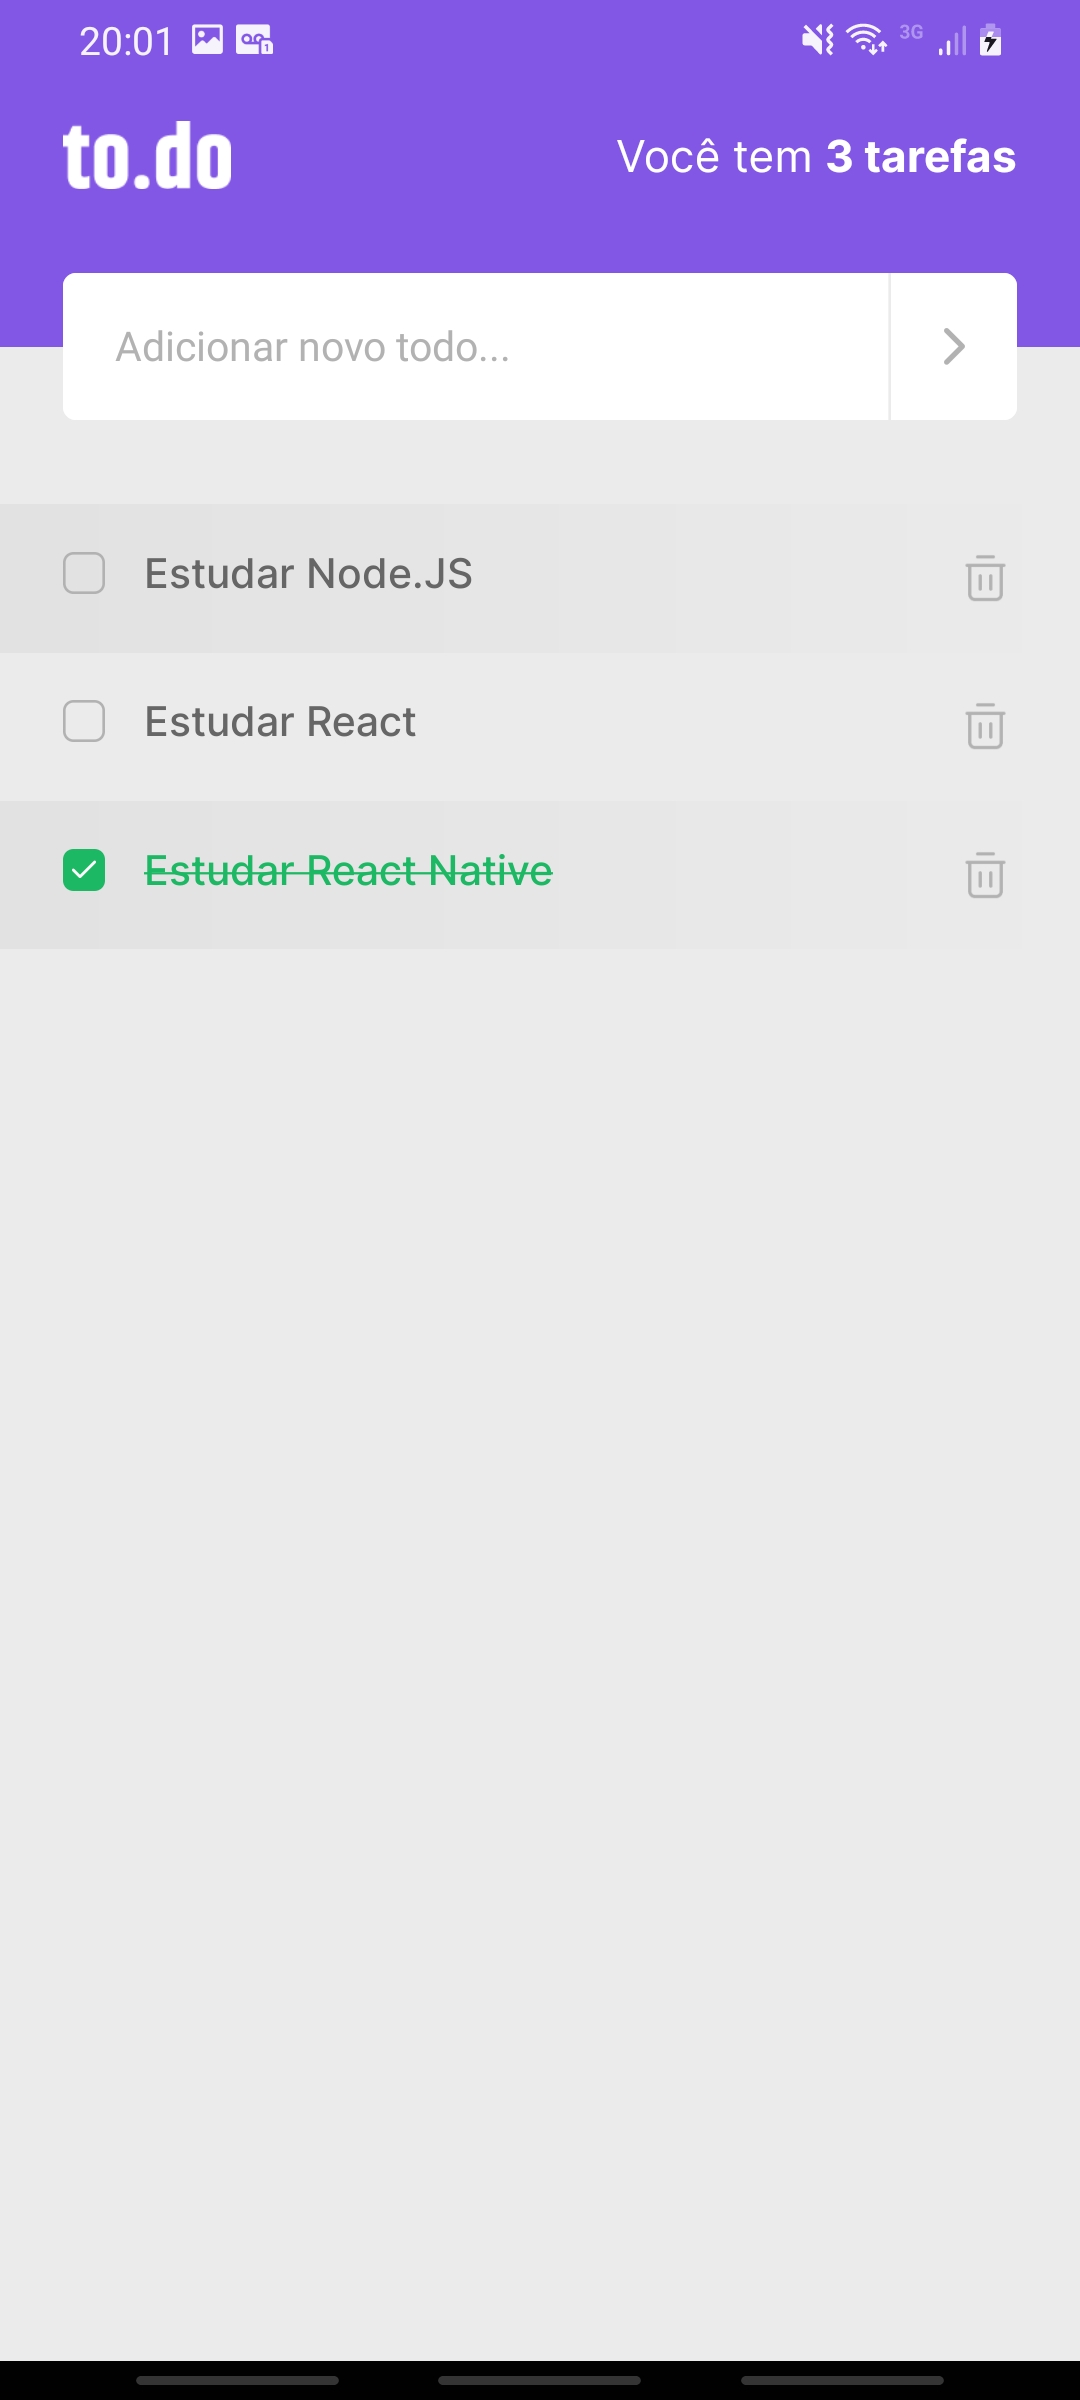 20:01
1
3G
to.do
Você tem 3 tarefas
Adicionar novo todo...
Estudar Node.JS
Estudar React
Estudar React Native